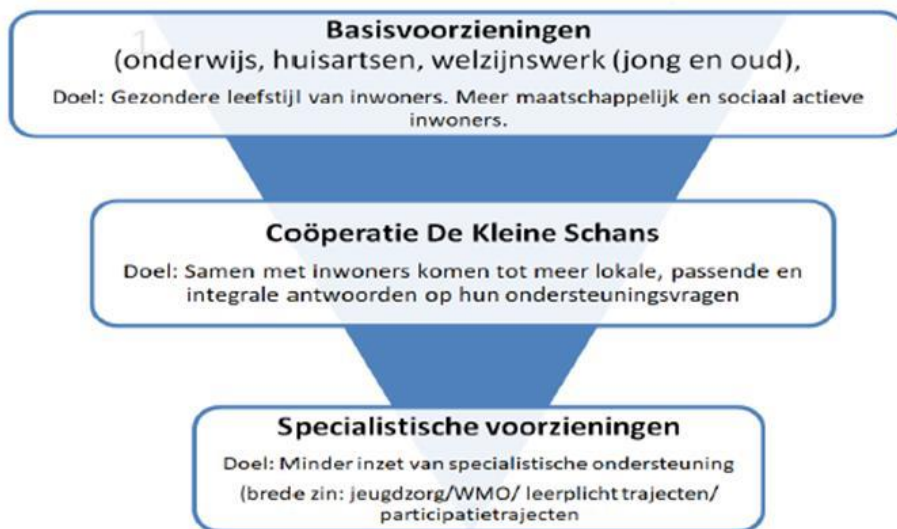 1
Basisvoorzieningen
(onderwijs, huisartsen, welzijnswerk (jong en oud),
Doel: Gezondere leefstijl van inwoners. Meer maatschappelijk en sociaal actieve
inwoners.
Coöperatie De Kleine Schans
Doel: Samen met inwoners komen tot meer lokale, passende en
integrale antwoorden op hun ondersteuningsvragen
Specialistische voorzieningen
Doel: Minder inzet van specialistische ondersteuning
(brede zin: jeugdzorg/WMO/ leerplicht trajecten/
participatietrajecten